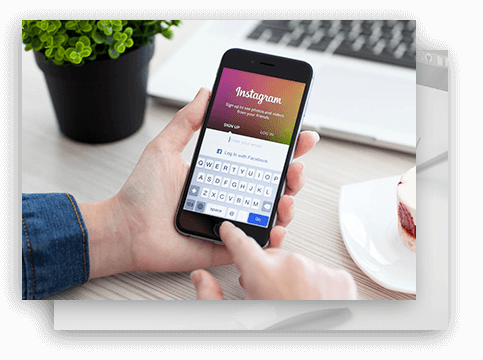 Instagram
Sign up to see photos and videos
from your friends.
SIGN UP
LOG IN
Log In with Facebook
Q W E R T Y U I O P
A S D F G H J K L
Z X C V B N M
123
space
Go